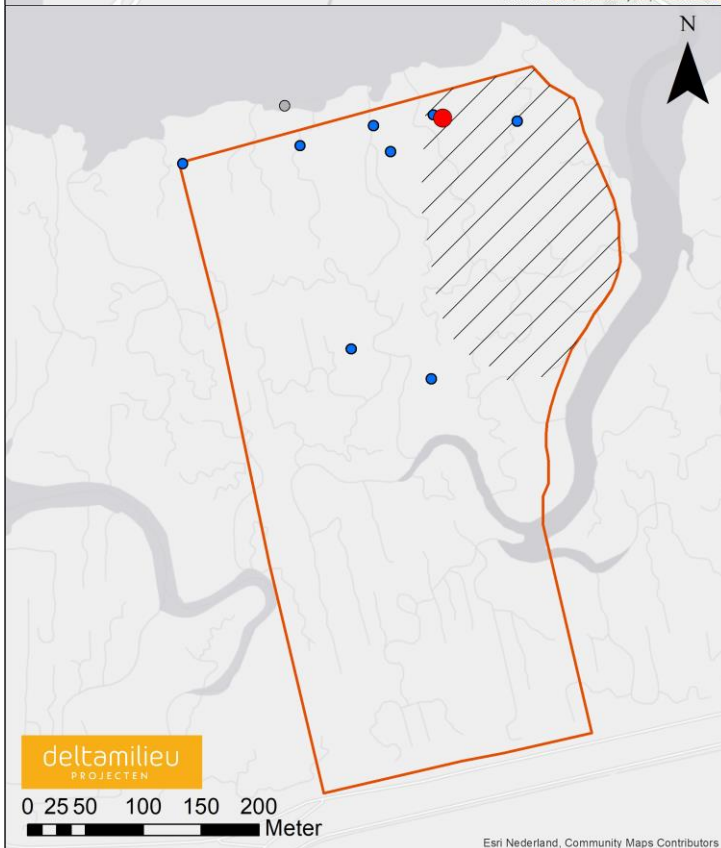 N
deltamilieu
PROJECTEN
0 25 50 100 150 200
Meter
Esri Nederland, Community Maps Contributors